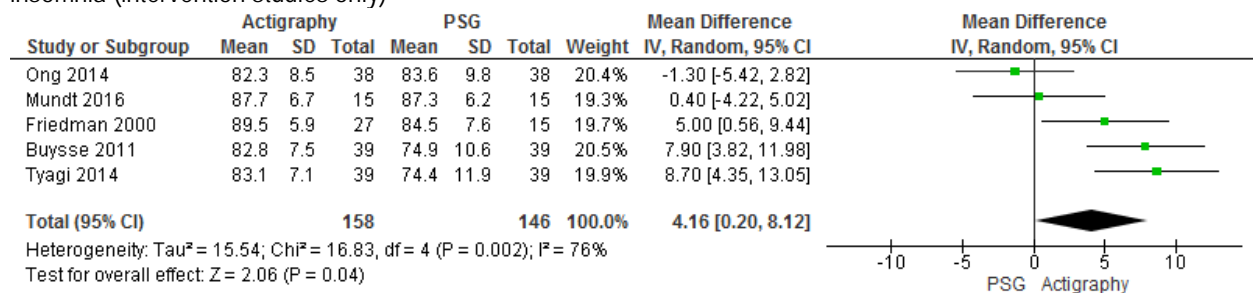 insomnia (intervention studies only)
Actigraphy PSG Mean Difference Mean Difference
Study or Subgroup Mean SD Total Mean SD Total Weight IV, Random, 95% CI IV, Random, 95% CI
Ong 2014 82.3 8.5 38 83.6 9.8 38 20.4% -1.30 [-5.42, 2.82]
Mundt 2016 87.7 6.7 15 87.3 6.2 15 19.3% 0.40 [-4.22, 5.02]
Friedman 2000 89.5 5.9 27 84.5 7.6 15 19.7% 5.00 [0.56, 9.44]
Buysse 2011 82.8 7.5 39 74.9 10.6 39 20.5% 7.90 [3.82, 11.98]
Tyagi 2014 83.1 7.1 39 74.4 11.9 39 19.9% 8.70 [4.35, 13.05]
Total (95% CI) 158 146 100.0% 4.16 [0.20, 8.12]
Heterogeneity: Tau² = 15.54; Chi² = 16.83, df = 4 (P = 0.002); I² = 76%
Test for overall effect: Z = 2.06 (P = 0.04)
-10 -5 0 5 10
PSG Actigraphy